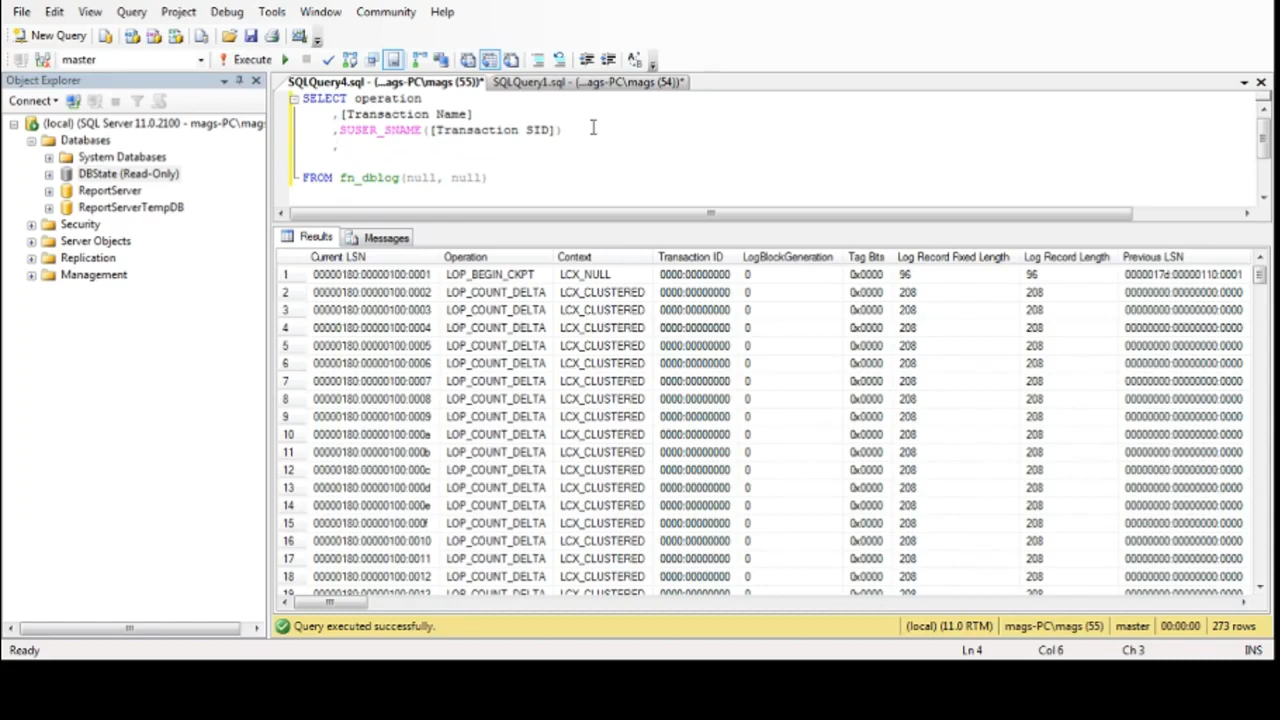 File Edit View Query Project Debug Tools Window Community Help
New Query
master Execute
Object Explorer
Connect
(local) (SQL Server 11.0.2100 - mags-PC\mag:
Databases
System Databases
DBState (Read-Only)
ReportServer
ReportServerTempDB
Security
Server Objects
Replication
Management
SQLQuery4.sql - (...ags-PC\mags (55))* SQLQuery1.sql - (...ags-PC\mags (54))*
SELECT operation
,[Transaction Name]
,SUSER_SNAME([Transaction SID])
,
FROM fn_dblog(null, null)
Results Messages
Current LSN Operation Context Transaction ID LogBlockGeneration Tag Bits Log Record Fixed Length Log Record Length Previous LSN
1 00000180:00000100:0001 LOP_BEGIN_CKPT LCX_NULL 0000:00000000 0 0x0000 96 96 0000017d:00000110:0001
2 00000180:00000100:0002 LOP_COUNT_DELTA LCX_CLUSTERED 0000:00000000 0 0x0000 208 208 00000000:00000000:0000
3 00000180:00000100:0003 LOP_COUNT_DELTA LCX_CLUSTERED 0000:00000000 0 0x0000 208 208 00000000:00000000:0000
4 00000180:00000100:0004 LOP_COUNT_DELTA LCX_CLUSTERED 0000:00000000 0 0x0000 208 208 00000000:00000000:0000
5 00000180:00000100:0005 LOP_COUNT_DELTA LCX_CLUSTERED 0000:00000000 0 0x0000 208 208 00000000:00000000:0000
6 00000180:00000100:0006 LOP_COUNT_DELTA LCX_CLUSTERED 0000:00000000 0 0x0000 208 208 00000000:00000000:0000
7 00000180:00000100:0007 LOP_COUNT_DELTA LCX_CLUSTERED 0000:00000000 0 0x0000 208 208 00000000:00000000:0000
8 00000180:00000100:0008 LOP_COUNT_DELTA LCX_CLUSTERED 0000:00000000 0 0x0000 208 208 00000000:00000000:0000
9 00000180:00000100:0009 LOP_COUNT_DELTA LCX_CLUSTERED 0000:00000000 0 0x0000 208 208 00000000:00000000:0000
10 00000180:00000100:000a LOP_COUNT_DELTA LCX_CLUSTERED 0000:00000000 0 0x0000 208 208 00000000:00000000:0000
11 00000180:00000100:000b LOP_COUNT_DELTA LCX_CLUSTERED 0000:00000000 0 0x0000 208 208 00000000:00000000:0000
12 00000180:00000100:000c LOP_COUNT_DELTA LCX_CLUSTERED 0000:00000000 0 0x0000 208 208 00000000:00000000:0000
13 00000180:00000100:000d LOP_COUNT_DELTA LCX_CLUSTERED 0000:00000000 0 0x0000 208 208 00000000:00000000:0000
14 00000180:00000100:000e LOP_COUNT_DELTA LCX_CLUSTERED 0000:00000000 0 0x0000 208 208 00000000:00000000:0000
15 00000180:00000100:000f LOP_COUNT_DELTA LCX_CLUSTERED 0000:00000000 0 0x0000 208 208 00000000:00000000:0000
16 00000180:00000100:0010 LOP_COUNT_DELTA LCX_CLUSTERED 0000:00000000 0 0x0000 208 208 00000000:00000000:0000
17 00000180:00000100:0011 LOP_COUNT_DELTA LCX_CLUSTERED 0000:00000000 0 0x0000 208 208 00000000:00000000:0000
18 00000180:00000100:0012 LOP_COUNT_DELTA LCX_CLUSTERED 0000:00000000 0 0x0000 208 208 00000000:00000000:0000
19 00000180:00000100:0013 LOP_COUNT_DELTA LCX_CLUSTERED 0000:00000000 0 0x0000 208 208 00000000:00000000:0000
Query executed successfully. (local) (11.0 RTM) mags-PC\mags (55) master 00:00:00 273 rows
Ready Ln 4 Col 6 Ch 3 INS